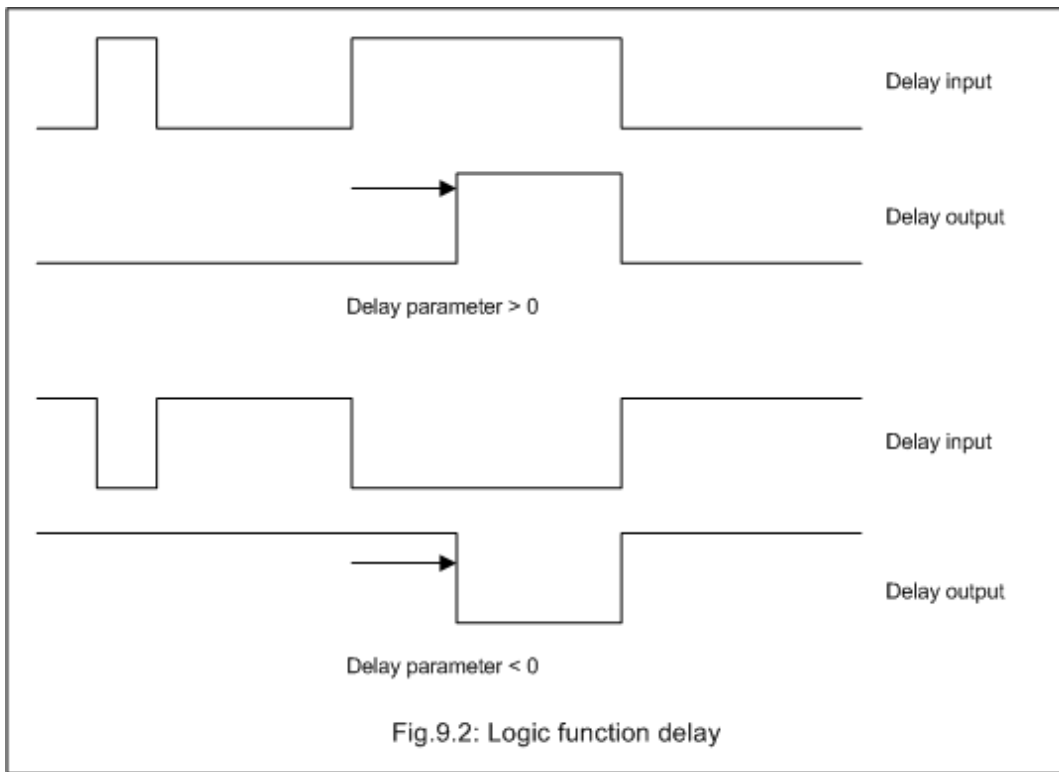 Delay input
Delay output
Delay parameter > 0
Delay input
Delay output
Delay parameter < 0
Fig.9.2: Logic function delay